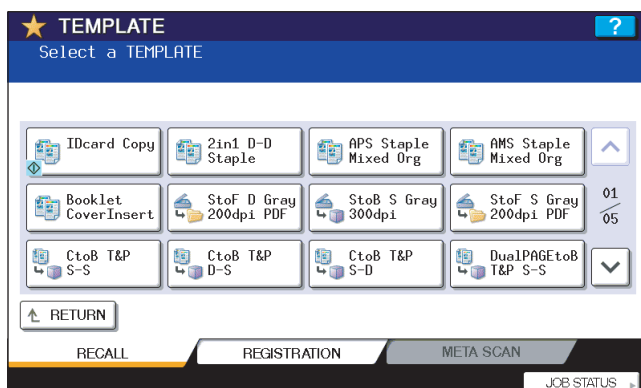 TEMPLATE
?
Select a TEMPLATE
IDcard Copy
2in1 D-D
Staple
APS Staple
Mixed Org
AMS Staple
Mixed Org
Booklet
CoverInsert
StoF D Gray
200dpi PDF
StoB S Gray
300dpi
StoF S Gray
200dpi PDF
01
05
CtoB T&P
S-S
CtoB T&P
D-S
CtoB T&P
S-D
DualPAGEtoB
T&P S-S
RETURN
RECALL
REGISTRATION
META SCAN
JOB STATUS